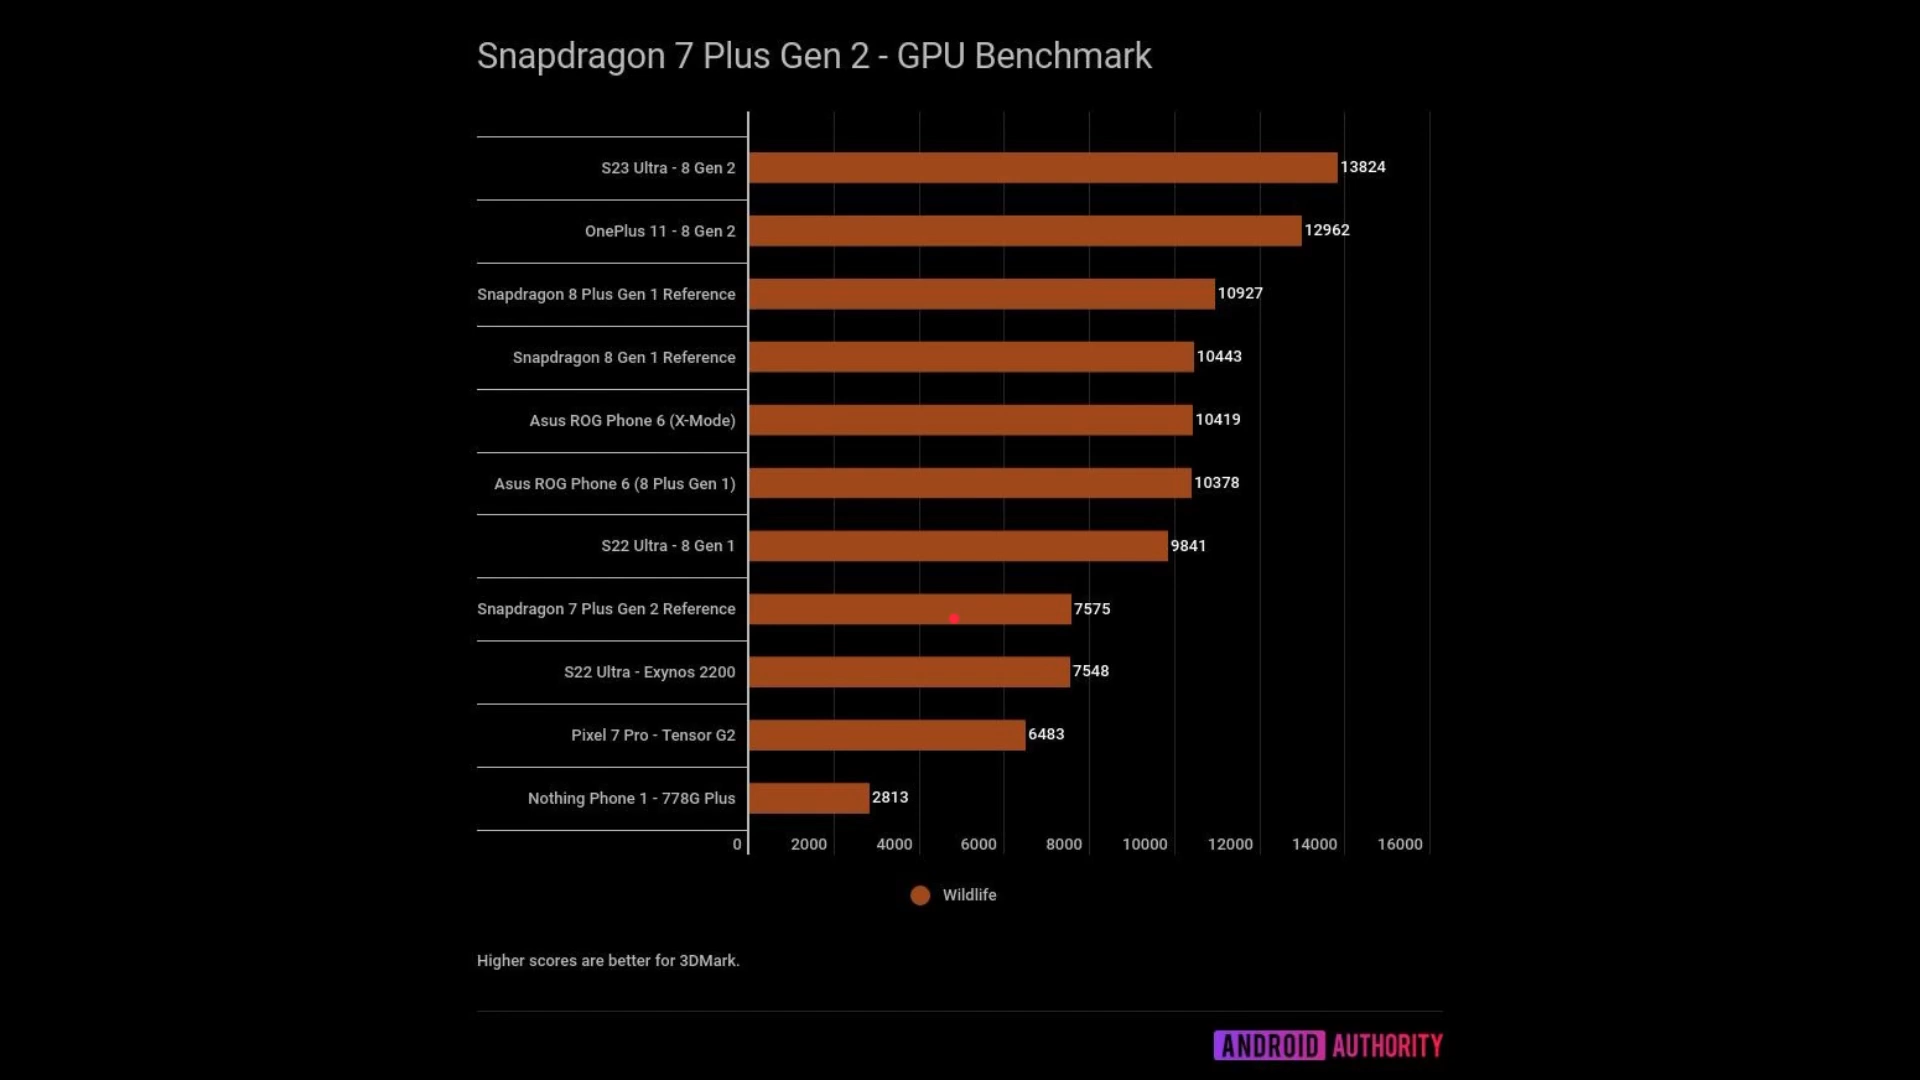 Snapdragon 7 Plus Gen 2 - GPU Benchmark
S23 Ultra - 8 Gen 2 13824
OnePlus 11 - 8 Gen 2 12962
Snapdragon 8 Plus Gen 1 Reference 10927
Snapdragon 8 Gen 1 Reference 10443
Asus ROG Phone 6 (X-Mode) 10419
Asus ROG Phone 6 (8 Plus Gen 1) 10378
S22 Ultra - 8 Gen 1 9841
Snapdragon 7 Plus Gen 2 Reference 7575
S22 Ultra - Exynos 2200 7548
Pixel 7 Pro - Tensor G2 6483
Nothing Phone 1 - 778G Plus 2813
0 2000 4000 6000 8000 10000 12000 14000 16000
Wildlife
Higher scores are better for 3DMark.
ANDROID AUTHORITY